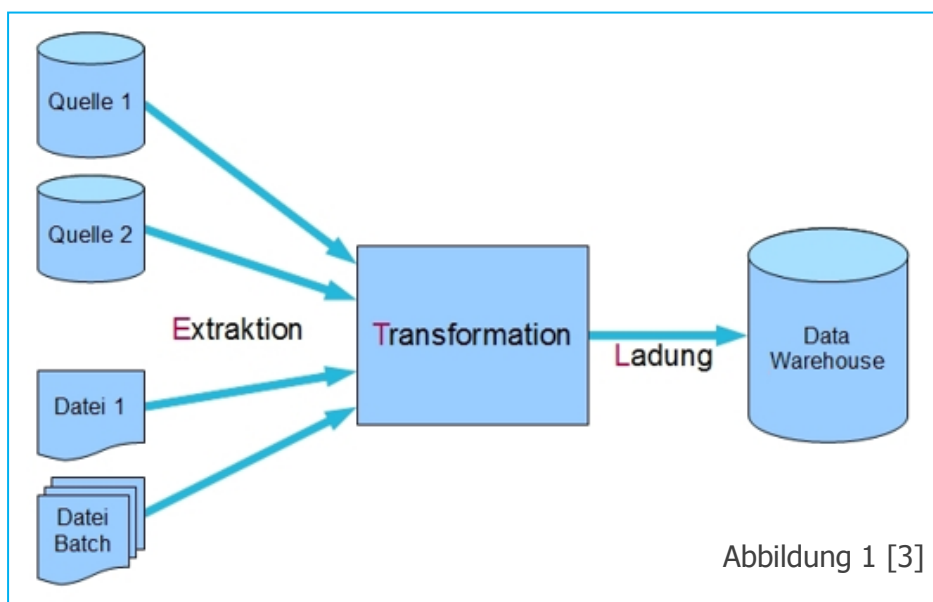 Quelle 1
Quelle 2
Extraktion
Transformation
Ladung
Data
Warehouse
Datei 1
Datei
Batch
Abbildung 1 [3]